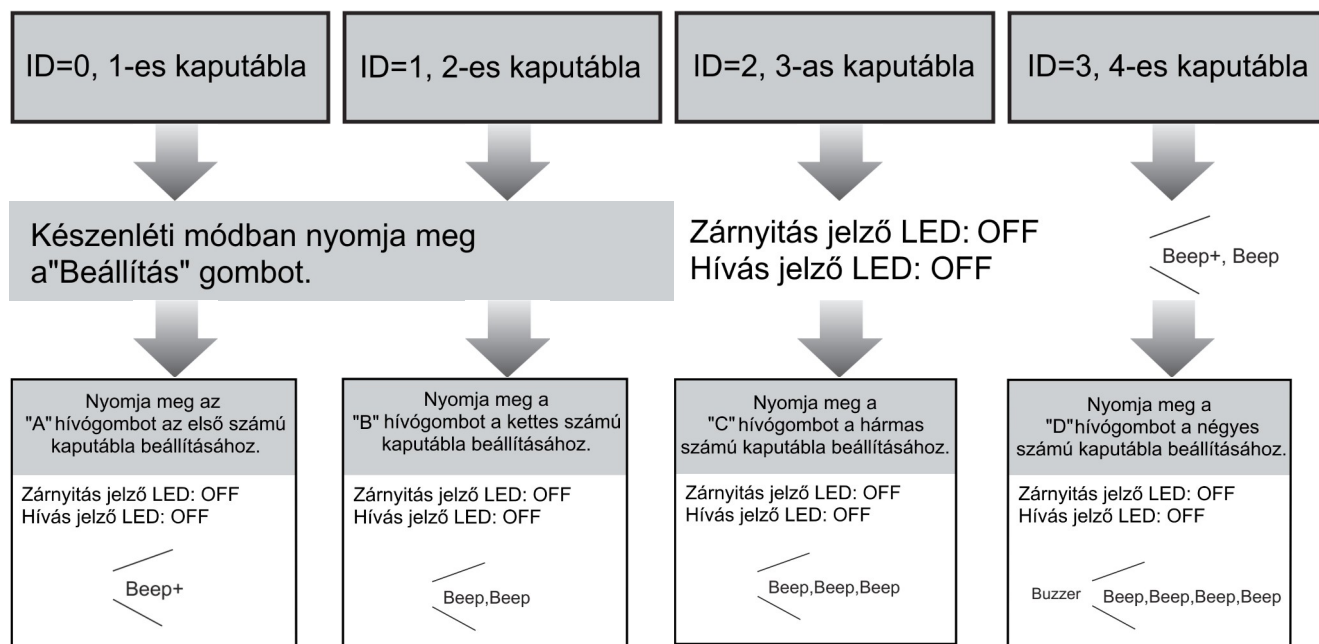 ID=0, 1-es kaputábla
ID=1, 2-es kaputábla
ID=2, 3-as kaputábla
ID=3, 4-es kaputábla
Készenléti módban nyomja meg
a"Beállítás" gombot.
Zárnyitás jelző LED: OFF
Hívás jelző LED: OFF
Beep+, Beep
Nyomja meg az
"A" hívógombot az első számú
kaputábla beállításához.
Zárnyitás jelző LED: OFF
Hívás jelző LED: OFF
Beep+
Nyomja meg a
"B" hívógombot a kettes számú
kaputábla beállításához.
Zárnyitás jelző LED: OFF
Hívás jelző LED: OFF
Beep,Beep
Nyomja meg a
"C" hívógombot a hármas
számú kaputábla beállításához.
Zárnyitás jelző LED: OFF
Hívás jelző LED: OFF
Beep,Beep,Beep
Nyomja meg a
"D" hívógombot a négyes
számú kaputábla beállításához.
Zárnyitás jelző LED: OFF
Hívás jelző LED: OFF
Buzzer
Beep,Beep,Beep,Beep